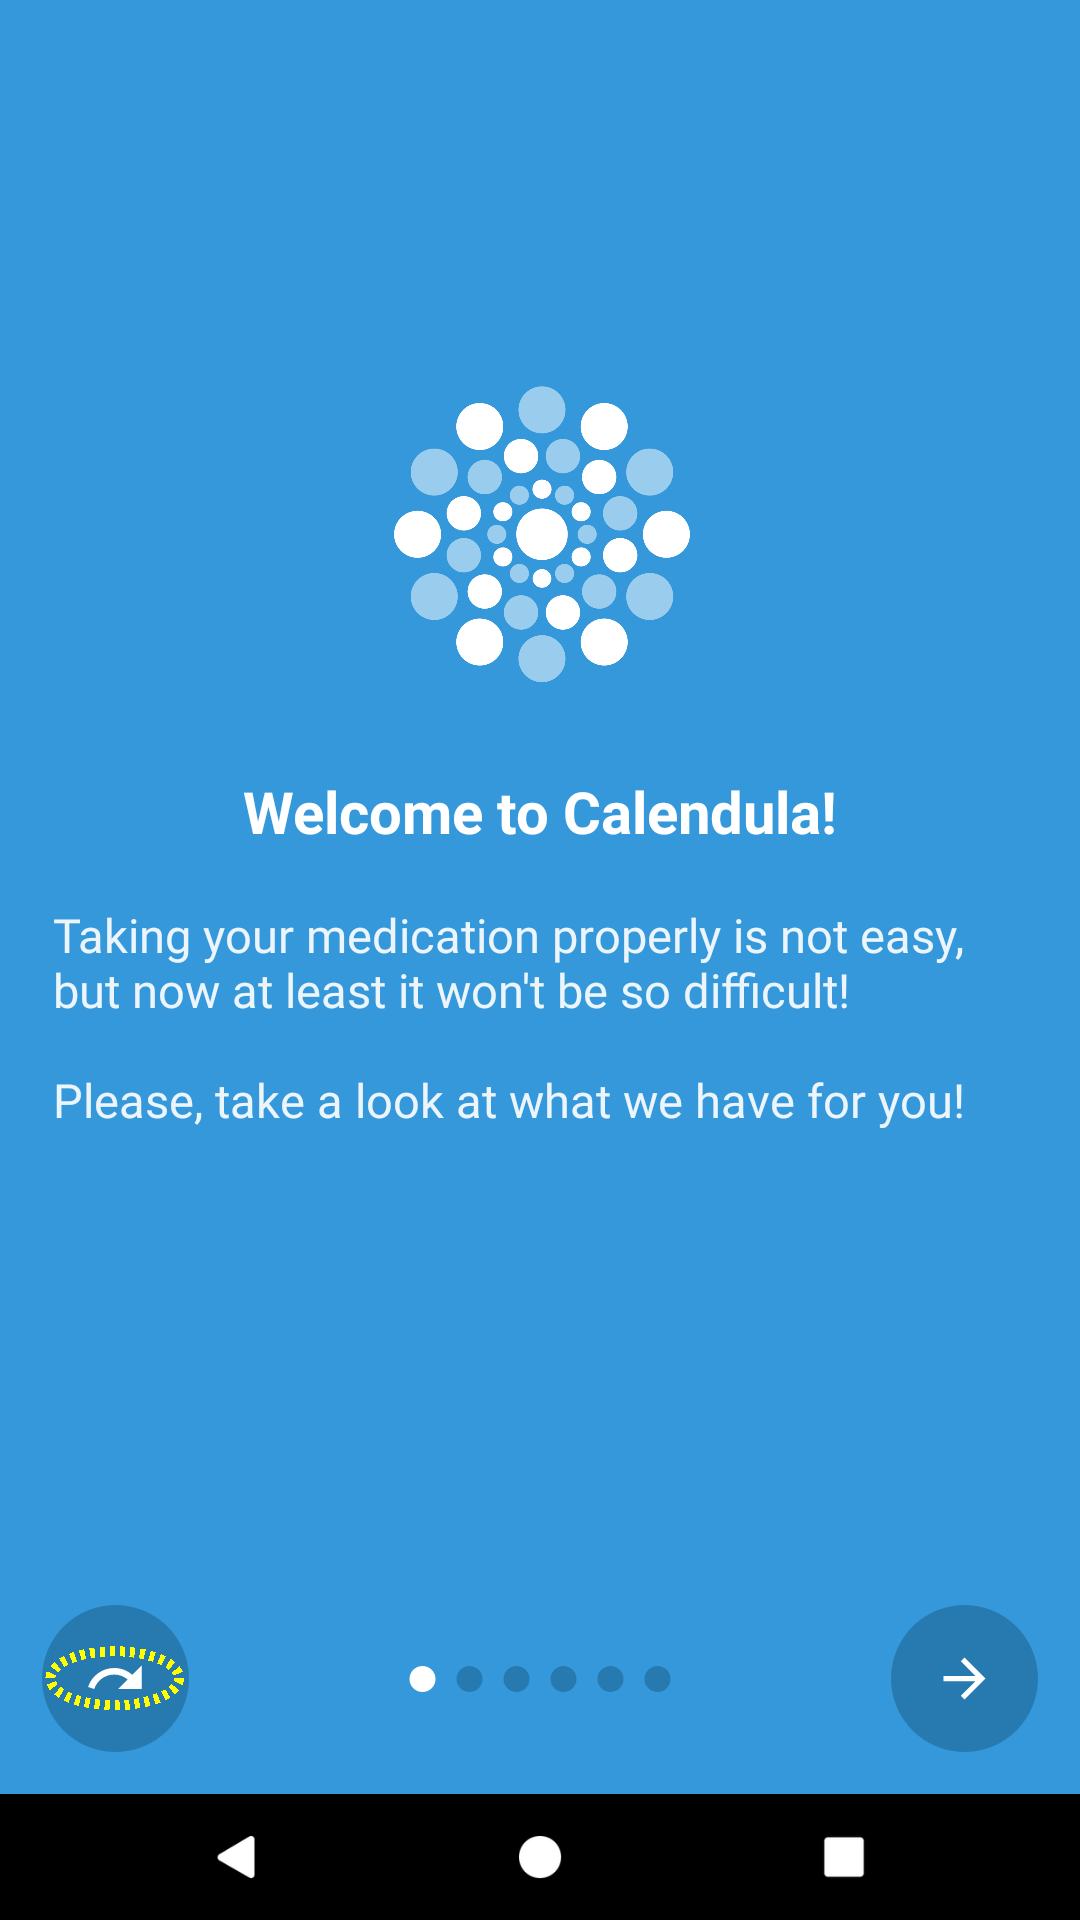 Welcome to Calendula!
Taking your medication properly is not easy,
but now at least it won't be so difficult!
Please, take a look at what we have for you!